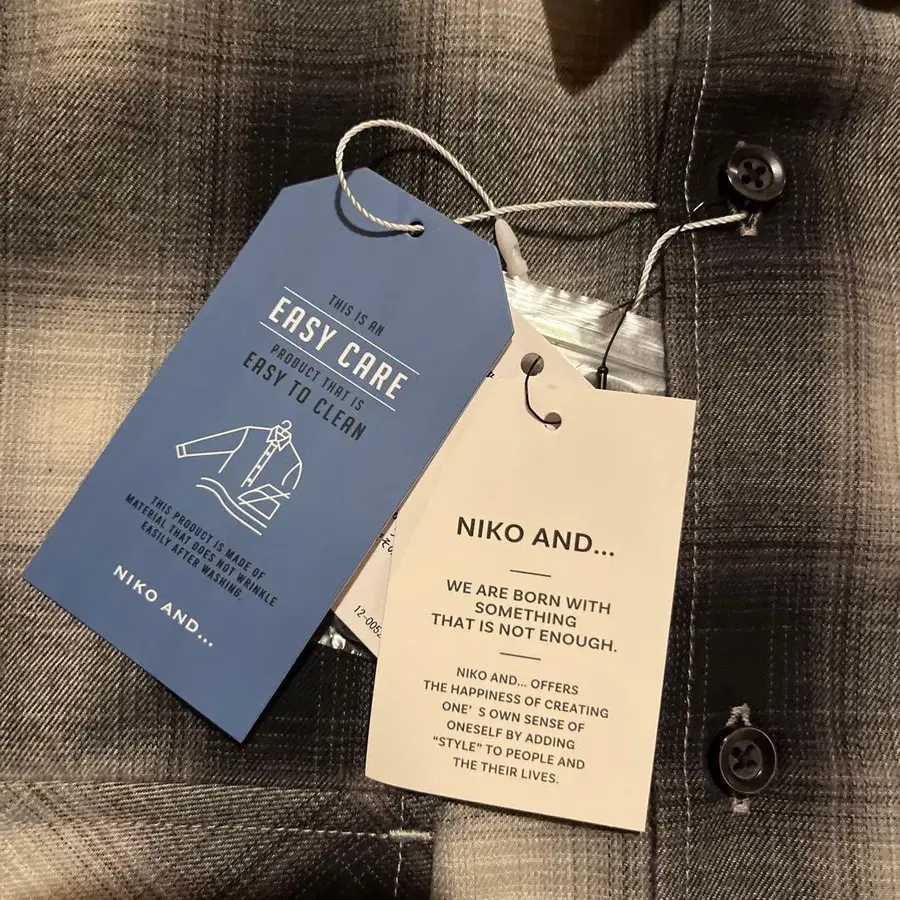 THIS IS AN
EASY CARE
PRODUCT THAT IS
EASY TO CLEAN
THIS PRODUCT IS MADE OF
MATERIAL THAT DOES NOT WRINKLE
EASILY AFTER WASHING.
NIKO AND...
12-0052
NIKO AND...
WE ARE BORN WITH
SOMETHING
THAT IS NOT ENOUGH.
NIKO AND... OFFERS
THE HAPPINESS OF CREATING
ONE'S OWN SENSE OF
ONESELF BY ADDING
“STYLE” TO PEOPLE AND
THE THEIR LIVES.